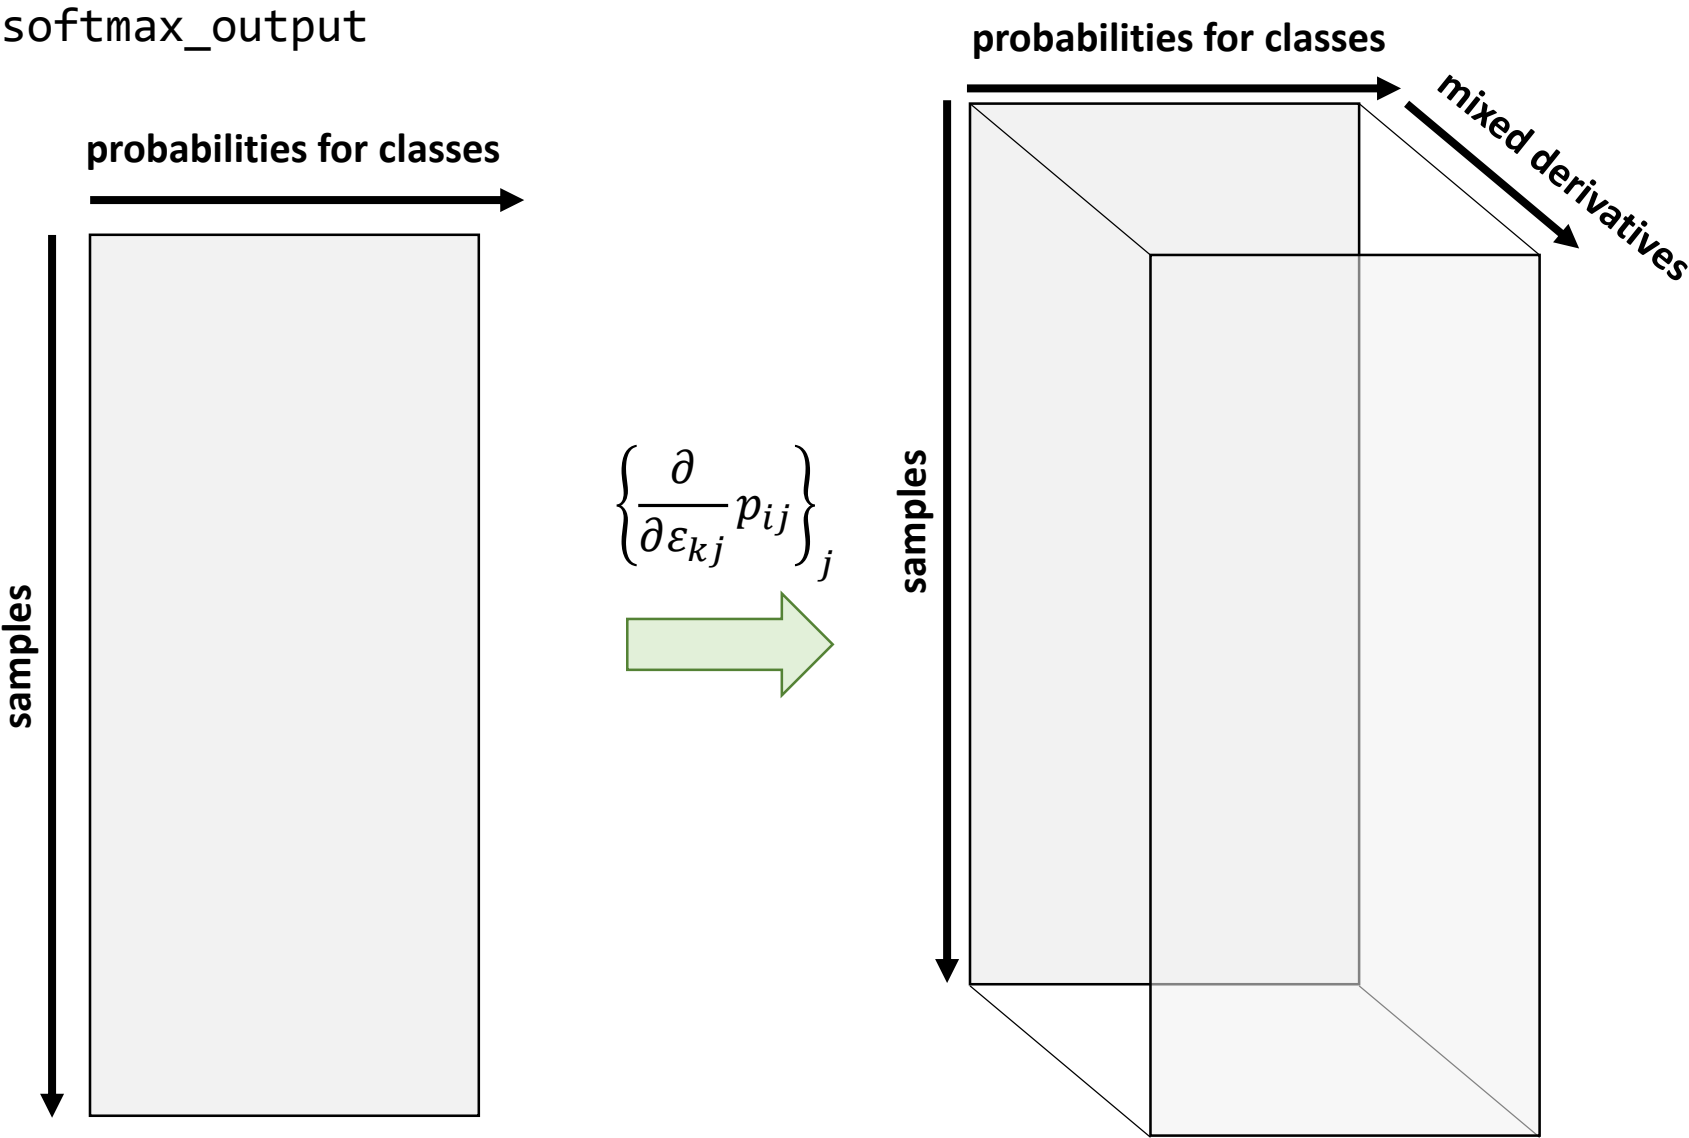 softmax_output
probabilities for classes
samples
{∂/∂ε_kj p_ij}_j
probabilities for classes
mixed derivatives
samples